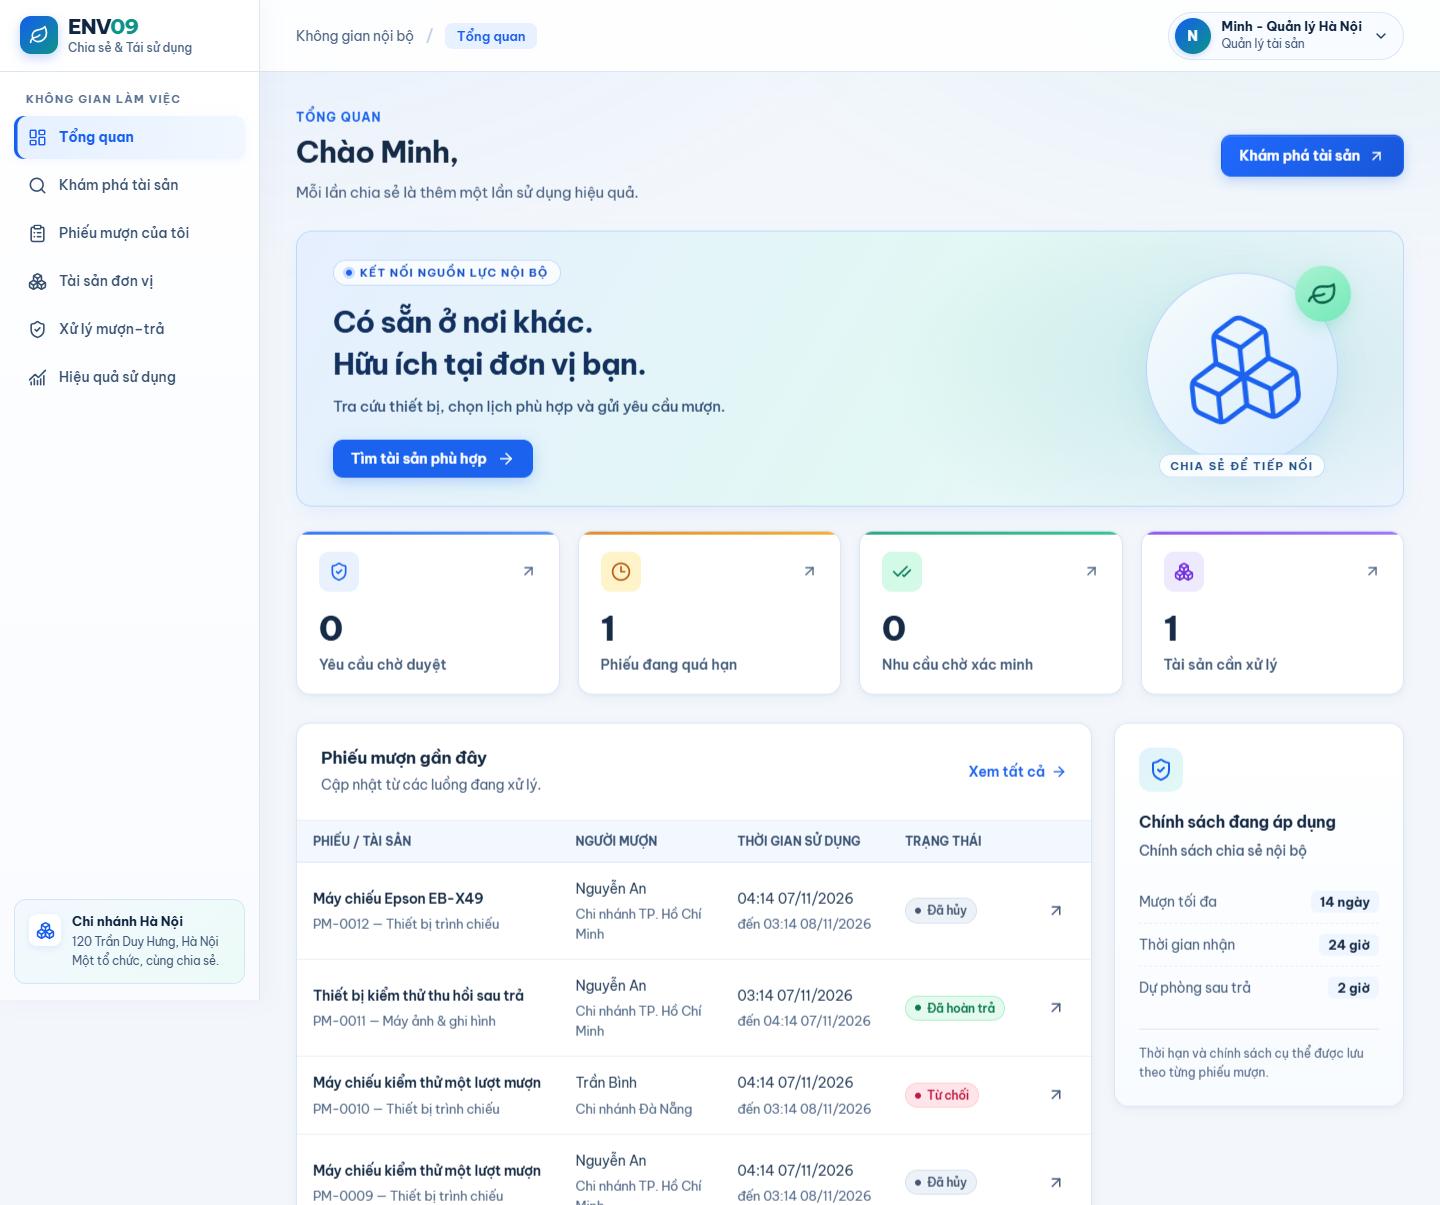 ENV09
Chia sẻ & Tái sử dụng
KHÔNG GIAN LÀM VIỆC
Tổng quan
Khám phá tài sản
Phiếu mượn của tôi
Tài sản đơn vị
Xử lý mượn–trả
Hiệu quả sử dụng
Chi nhánh Hà Nội
120 Trần Duy Hưng, Hà Nội
Một tổ chức, cùng chia sẻ.
Không gian nội bộ / Tổng quan
N
Minh - Quản lý Hà Nội
Quản lý tài sản
TỔNG QUAN
Chào Minh,
Mỗi lần chia sẻ là thêm một lần sử dụng hiệu quả.
Khám phá tài sản
KẾT NỐI NGUỒN LỰC NỘI BỘ
Có sẵn ở nơi khác.
Hữu ích tại đơn vị bạn.
Tra cứu thiết bị, chọn lịch phù hợp và gửi yêu cầu mượn.
Tìm tài sản phù hợp
CHIA SẺ ĐỂ TIẾP NỐI
0
Yêu cầu chờ duyệt
1
Phiếu đang quá hạn
0
Nhu cầu chờ xác minh
1
Tài sản cần xử lý
Phiếu mượn gần đây
Cập nhật từ các luồng đang xử lý.
Xem tất cả
PHIẾU / TÀI SẢN NGƯỜI MƯỢN THỜI GIAN SỬ DỤNG TRẠNG THÁI
Máy chiếu Epson EB-X49
PM-0012 — Thiết bị trình chiếu
Nguyễn An
Chi nhánh TP. Hồ Chí
Minh
04:14 07/11/2026
đến 03:14 08/11/2026
Đã hủy
Thiết bị kiểm thử thu hồi sau trả
PM-0011 — Máy ảnh & ghi hình
Nguyễn An
Chi nhánh TP. Hồ Chí
Minh
03:14 07/11/2026
đến 04:14 07/11/2026
Đã hoàn trả
Máy chiếu kiểm thử một lượt mượn
PM-0010 — Thiết bị trình chiếu
Trần Bình
Chi nhánh Đà Nẵng
04:14 07/11/2026
đến 03:14 08/11/2026
Từ chối
Máy chiếu kiểm thử một lượt mượn
PM-0009 — Thiết bị trình chiếu
Nguyễn An
Chi nhánh TP. Hồ Chí
Minh
04:14 07/11/2026
đến 03:14 08/11/2026
Đã hủy
Chính sách đang áp dụng
Chính sách chia sẻ nội bộ
Mượn tối đa 14 ngày
Thời gian nhận 24 giờ
Dự phòng sau trả 2 giờ
Thời hạn và chính sách cụ thể được lưu
theo từng phiếu mượn.